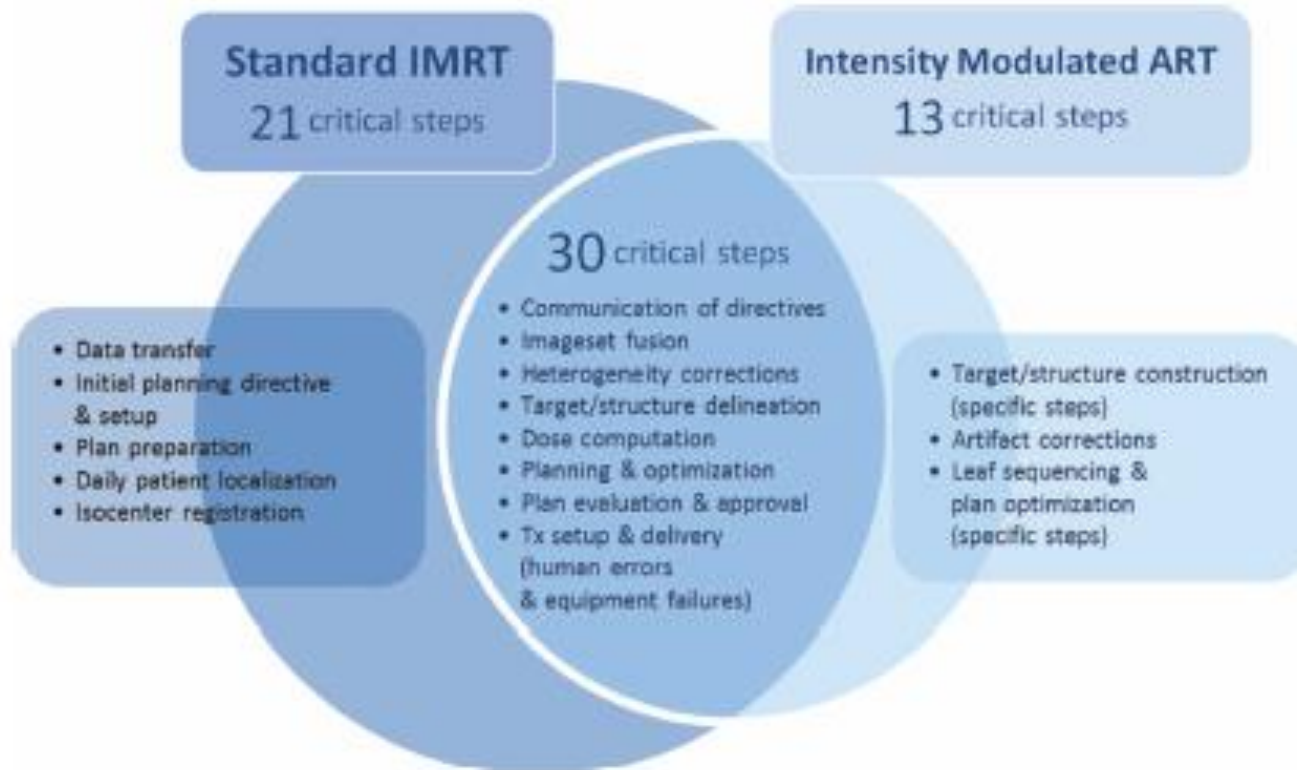 Standard IMRT
21 critical steps
Intensity Modulated ART
13 critical steps
30 critical steps
• Communication of directives
• Imageset fusion
• Heterogeneity corrections
• Target/structure delineation
• Dose computation
• Planning & optimization
• Plan evaluation & approval
• Tx setup & delivery
(human errors
& equipment failures)
• Data transfer
• Initial planning directive
& setup
• Plan preparation
• Daily patient localization
• Isocenter registration
• Target/structure construction
(specific steps)
• Artifact corrections
• Leaf sequencing &
plan optimization
(specific steps)